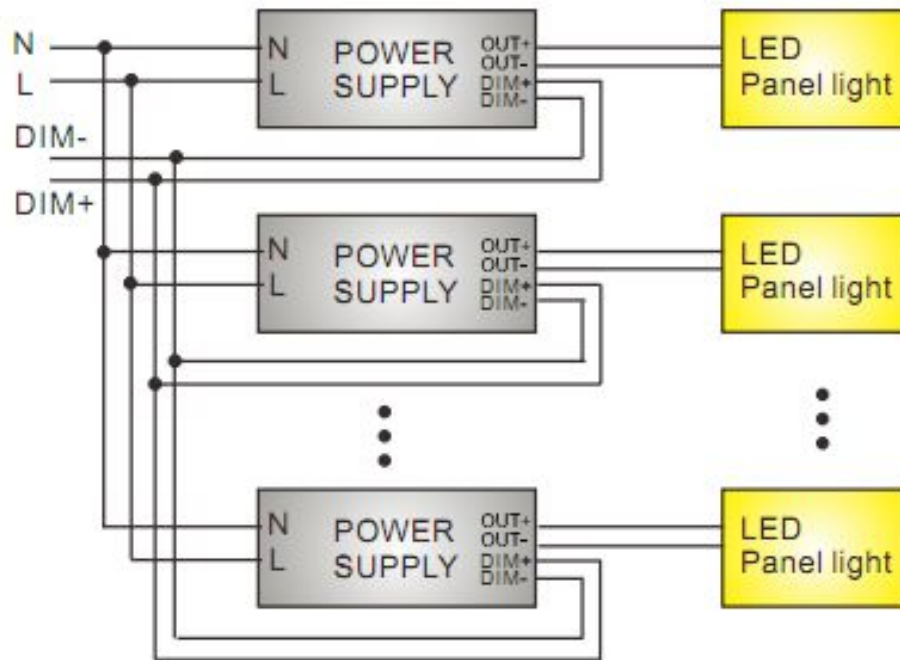 N
L
DIM-
DIM+
N
L
POWER
SUPPLY
OUT+
OUT-
DIM+
DIM-
LED
Panel light
N
L
POWER
SUPPLY
OUT+
OUT-
DIM+
DIM-
LED
Panel light
N
L
POWER
SUPPLY
OUT+
OUT-
DIM+
DIM-
LED
Panel light